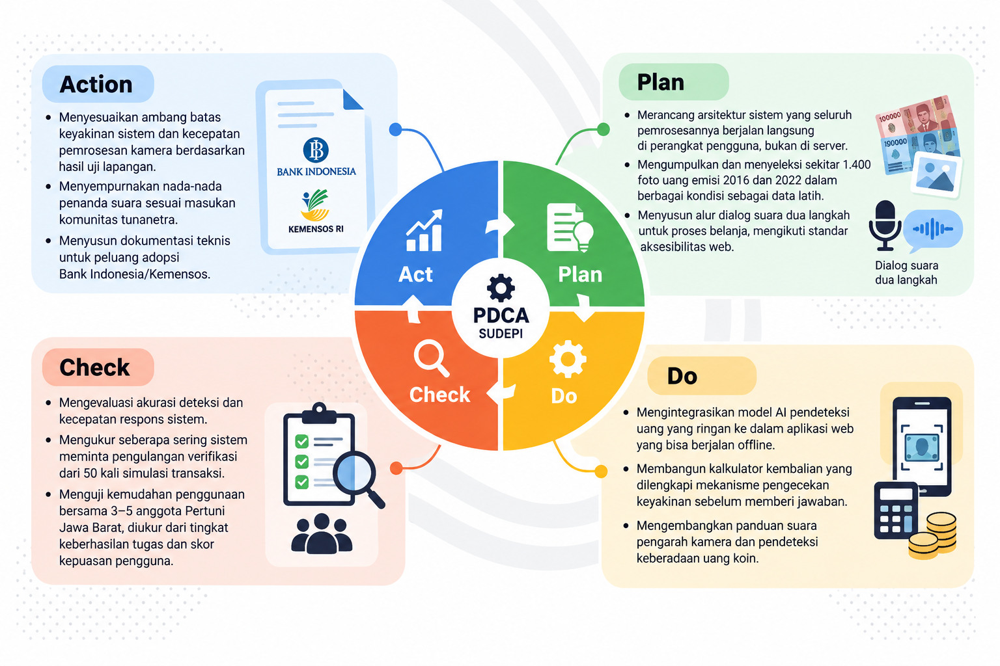 Action
• Menyesuaikan ambang batas
keyakinan sistem dan kecepatan
pemrosesan kamera berdasarkan
hasil uji lapangan.
• Menyempurnakan nada-nada
penanda suara sesuai masukan
komunitas tunanetra.
• Menyusun dokumentasi teknis
untuk peluang adopsi
Bank Indonesia/Kemensos.
BANK INDONESIA
KEMENSOS RI
Plan
• Merancang arsitektur sistem yang seluruh
pemrosesannya berjalan langsung
di perangkat pengguna, bukan di server.
• Mengumpulkan dan menyeleksi sekitar 1.400
foto uang emisi 2016 dan 2022 dalam
berbagai kondisi sebagai data latih.
• Menyusun alur dialog suara dua langkah
untuk proses belanja, mengikuti standar
aksesibilitas web.
100000
190000
Dialog suara
dua langkah
Act
Plan
PDCA
SUDEPI
Check
Do
Check
• Mengevaluasi akurasi deteksi dan
kecepatan respons sistem.
• Mengukur seberapa sering sistem
meminta pengulangan verifikasi
dari 50 kali simulasi transaksi.
• Menguji kemudahan penggunaan
bersama 3–5 anggota Pertuni
Jawa Barat, diukur dari tingkat
keberhasilan tugas dan skor
kepuasan pengguna.
Do
• Mengintegrasikan model AI pendeteksi
uang yang ringan ke dalam aplikasi web
yang bisa berjalan offline.
• Membangun kalkulator kembalian yang
dilengkapi mekanisme pengecekan
keyakinan sebelum memberi jawaban.
• Mengembangkan panduan suara
pengarah kamera dan pendeteksi
keberadaan uang koin.